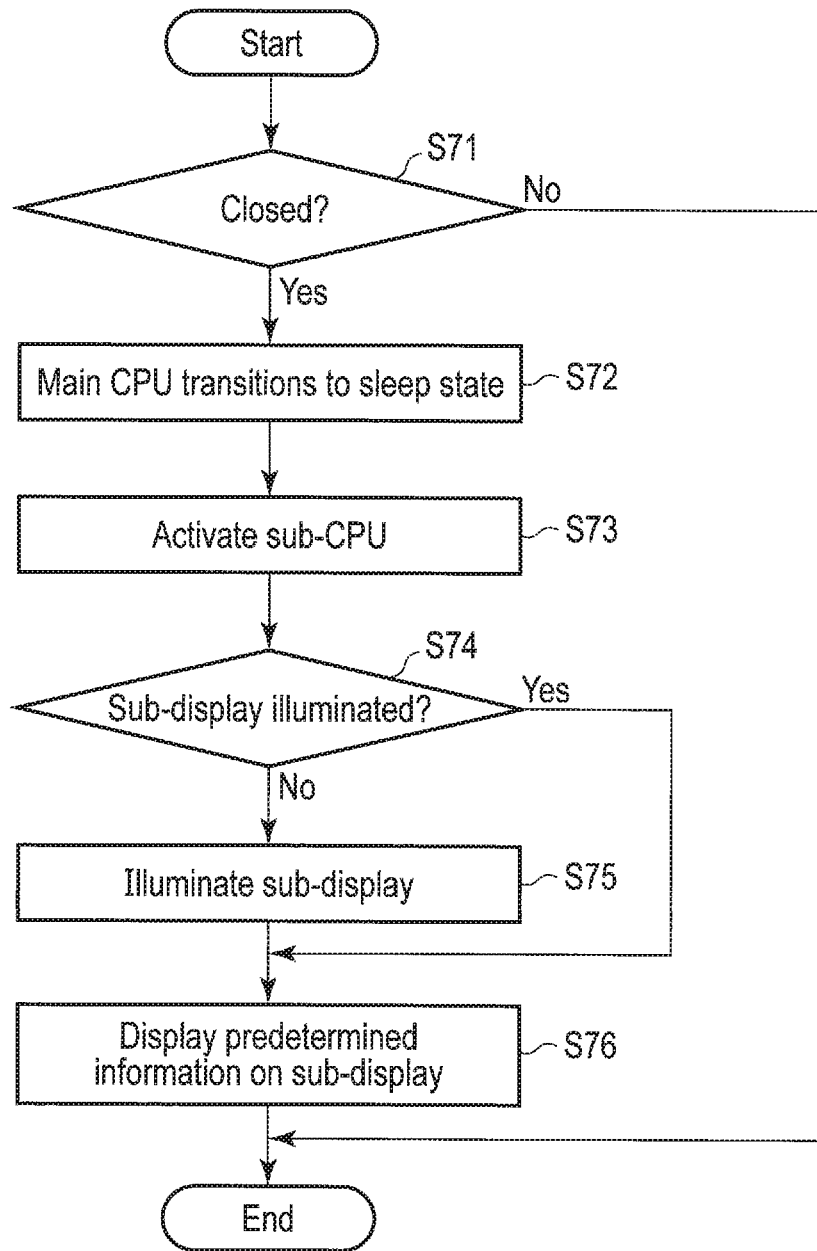 Start
S71
Closed?
No
Yes
Main CPU transitions to sleep state
S72
Activate sub-CPU
S73
S74
Sub-display illuminated?
Yes
No
Illuminate sub-display
S75
Display predetermined
information on sub-display
S76
End